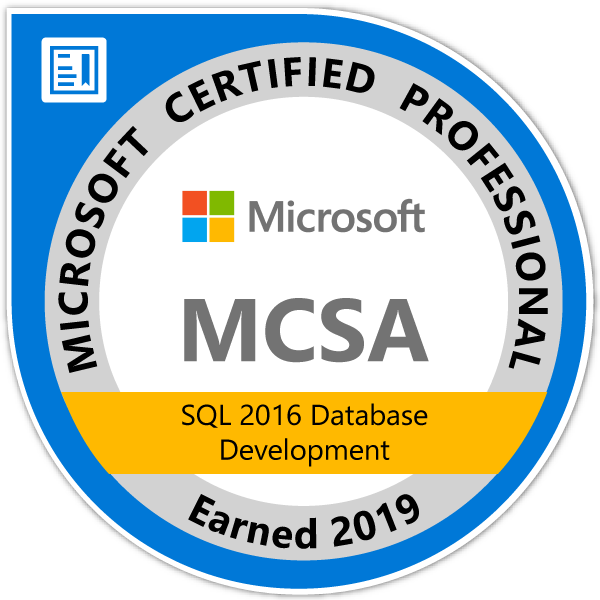 MICROSOFT CERTIFIED PROFESSIONAL
Microsoft
MCSA
SQL 2016 Database
Development
Earned 2019